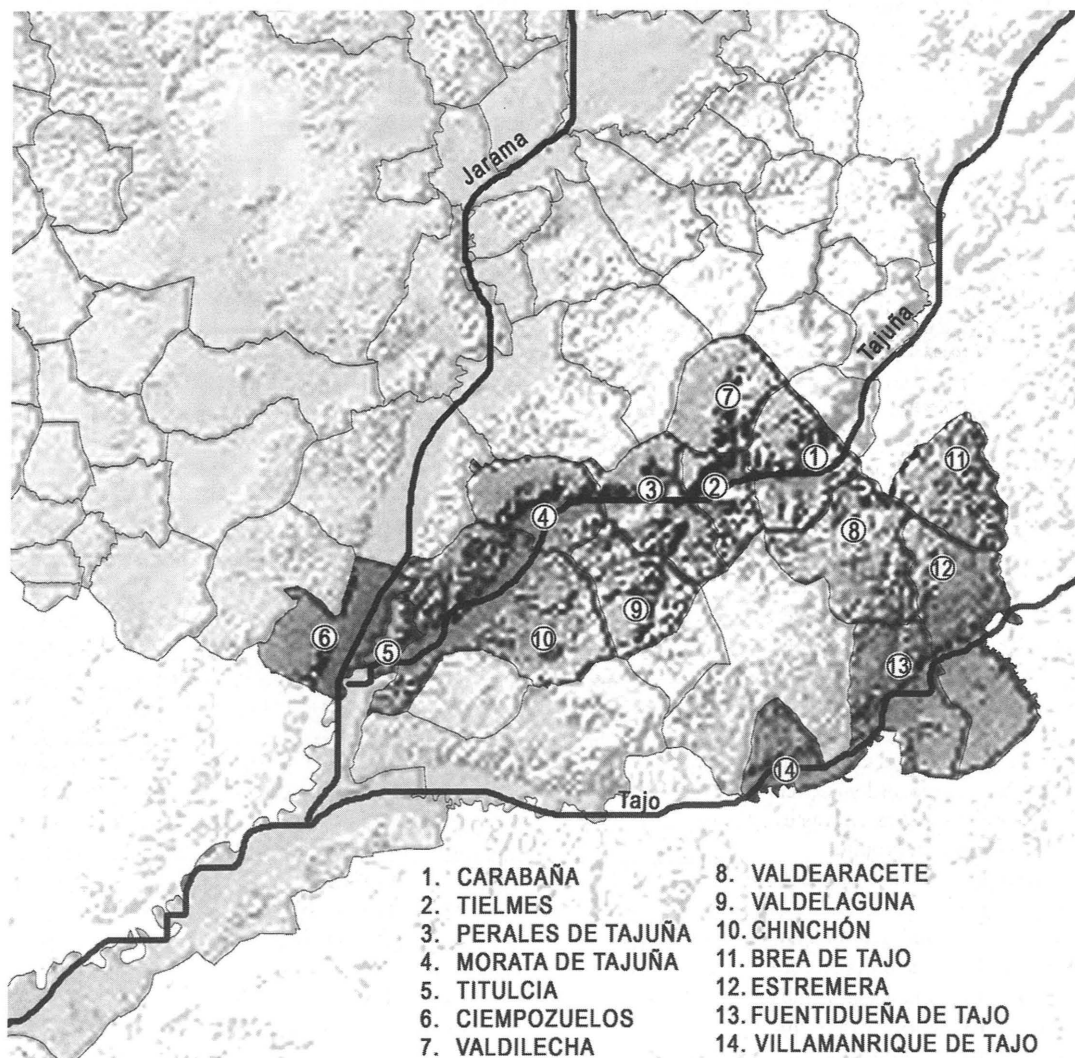 Jarama
Tajuña
⑦
①
⑪
③
②
④
⑧
⑫
⑨
⑥
⑩
⑤
⑬
⑭
Tajo
1. CARABAÑA
2. TIELMES
3. PERALES DE TAJUÑA
4. MORATA DE TAJUÑA
5. TITULCIA
6. CIEMPOZUELOS
7. VALDILECHA
8. VALDEARACETE
9. VALDELAGUNA
10. CHINCHÓN
11. BREA DE TAJO
12. ESTREMERA
13. FUENTIDUEÑA DE TAJO
14. VILLAMANRIQUE DE TAJO